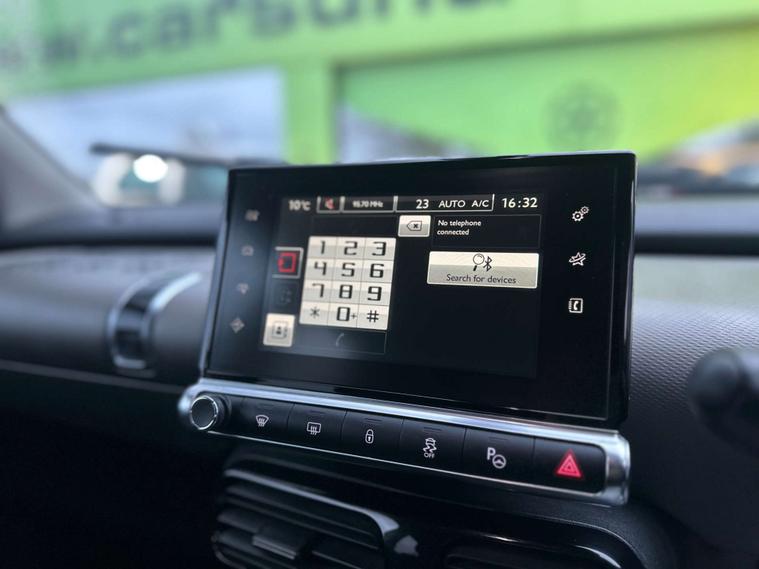 .carsun
10°C 95.70 MHz 23 AUTO A/C 16:32
No telephone
connected
1 2 3
4 5 6
7 8 9
* 0+ #
Search for devices
OFF
P